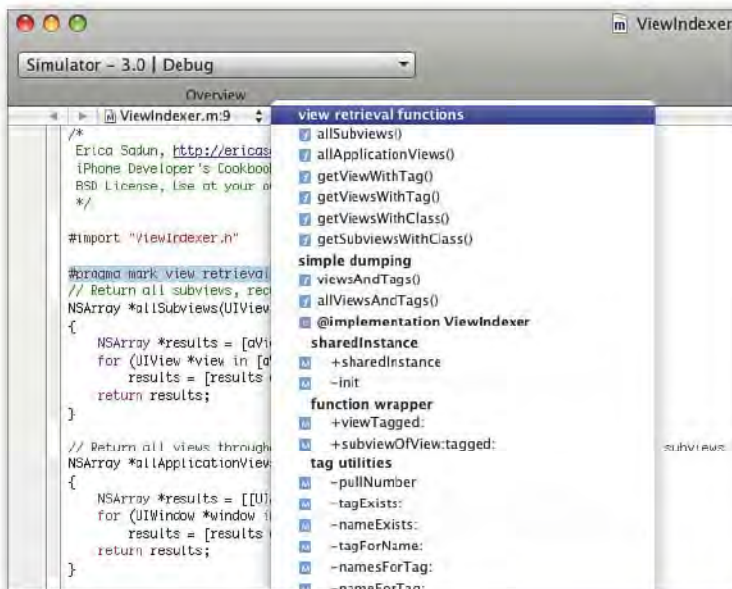 ViewIndexer
Simulator – 3.0 | Debug
Overview
ViewIndexer.m:9
/*
Erica Sadun, http://ericas
iPhone Developer's Cookbook
BSD License, Use at your o
*/
#import "ViewIndexer.h"
#pragma mark view retrieval
// Return all subviews, rec
NSArray *allSubviews(UIView
{
NSArray *results = [aVi
for (UIView *view in [a
results = [results
return results;
}
// Return all views through
subviews
NSArray *allApplicationView
{
NSArray *results = [[UI
for (UIWindow *window i
results = [results
return results;
}
view retrieval functions
allSubviews()
allApplicationViews()
getViewWithTag()
getViewsWithTag()
getViewsWithClass()
getSubviewsWithClass()
simple dumping
viewsAndTags()
allViewsAndTags()
@implementation ViewIndexer
sharedInstance
+sharedInstance
-init
function wrapper
+viewTagged:
+subviewOfView:tagged:
tag utilities
-pullNumber
-tagExists:
-nameExists:
-tagForName:
-namesForTag:
-nameForTag: